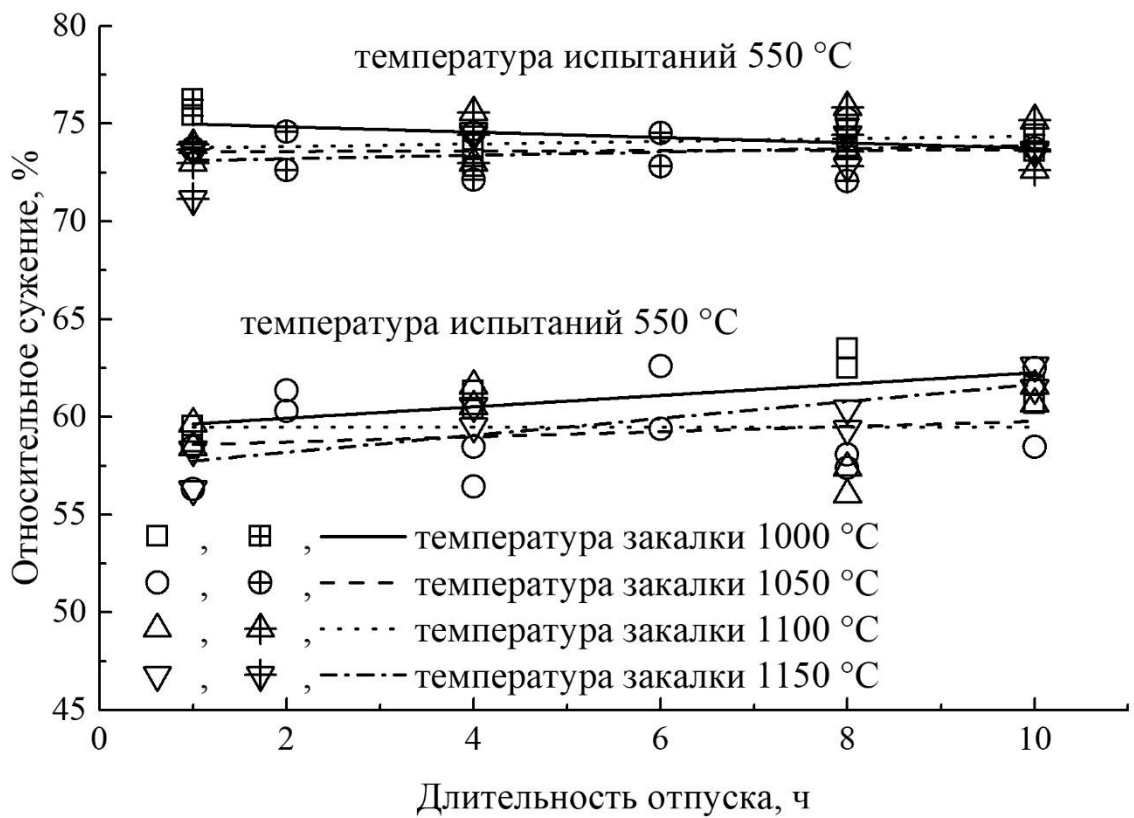 80
75
70
65
60
55
50
45
Относительное сужение, %
температура испытаний 550 °C
температура испытаний 550 °C
, , температура закалки 1000 °C
, , температура закалки 1050 °C
, , температура закалки 1100 °C
, , температура закалки 1150 °C
0 2 4 6 8 10
Длительность отпуска, ч